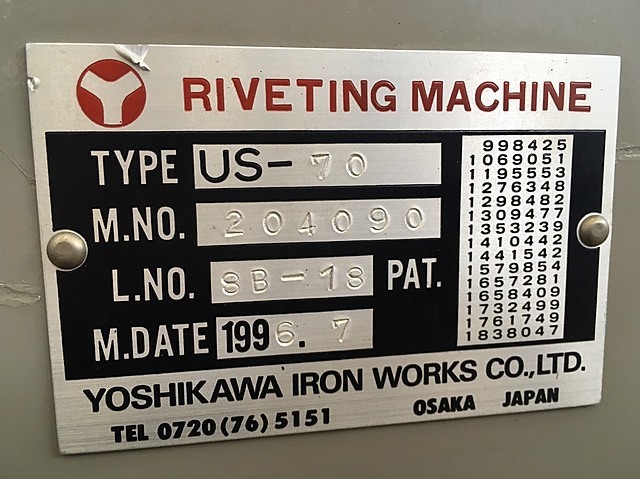 RIVETING MACHINE
TYPE US-70
M.NO. 204090
L.NO. SB-18 PAT.
M.DATE 1996.7
998425
1069051
1195553
1276348
1298482
1309477
1353239
1410442
1441542
1579854
1657281
1658409
1732499
1761749
1838047
YOSHIKAWA IRON WORKS CO.,LTD.
TEL 0720(76)5151 OSAKA JAPAN